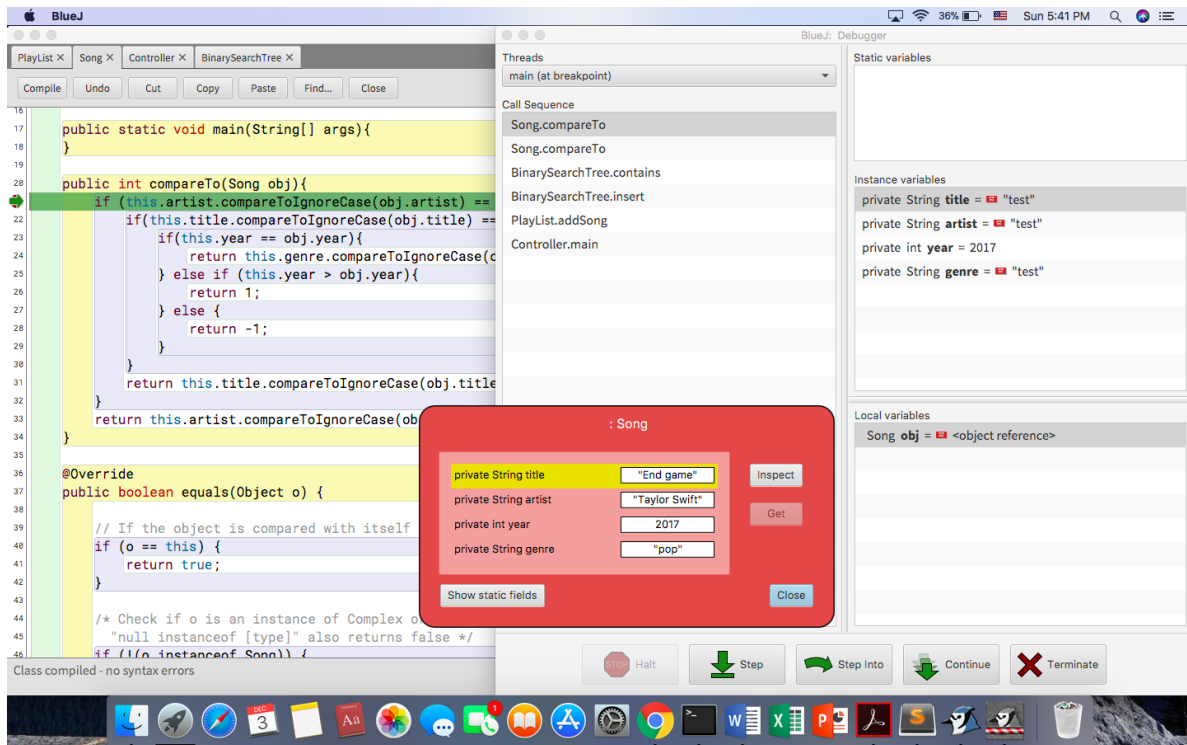 BlueJ
36%
Sun 5:41 PM
BlueJ: Debugger
PlayList ×
Song ×
Controller ×
BinarySearchTree ×
Compile
Undo
Cut
Copy
Paste
Find...
Close
16
17 public static void main(String[] args){
18 }
19
20 public int compareTo(Song obj){
if (this.artist.compareToIgnoreCase(obj.artist) ==
22 if(this.title.compareToIgnoreCase(obj.title) ==
23 if(this.year == obj.year){
24 return this.genre.compareToIgnoreCase(o
25 } else if (this.year > obj.year){
26 return 1;
27 } else {
28 return -1;
29 }
30 }
31 return this.title.compareToIgnoreCase(obj.title
32 }
33 return this.artist.compareToIgnoreCase(ob
34 }
35
36 @Override
37 public boolean equals(Object o) {
38
39 // If the object is compared with itself
40 if (o == this) {
41 return true;
42 }
43
44 /* Check if o is an instance of Complex o
45 "null instanceof [type]" also returns false */
46 if (!(o instanceof Song)) {
Class compiled - no syntax errors
Threads
main (at breakpoint)
Call Sequence
Song.compareTo
Song.compareTo
BinarySearchTree.contains
BinarySearchTree.insert
PlayList.addSong
Controller.main
Static variables
Instance variables
private String title = "test"
private String artist = "test"
private int year = 2017
private String genre = "test"
Local variables
Song obj = <object reference>
: Song
private String title "End game"
private String artist "Taylor Swift"
private int year 2017
private String genre "pop"
Inspect
Get
Show static fields
Close
STOP
Halt
Step
Step Into
Continue
Terminate
DEC
3
Aa
1
W
X
P
S